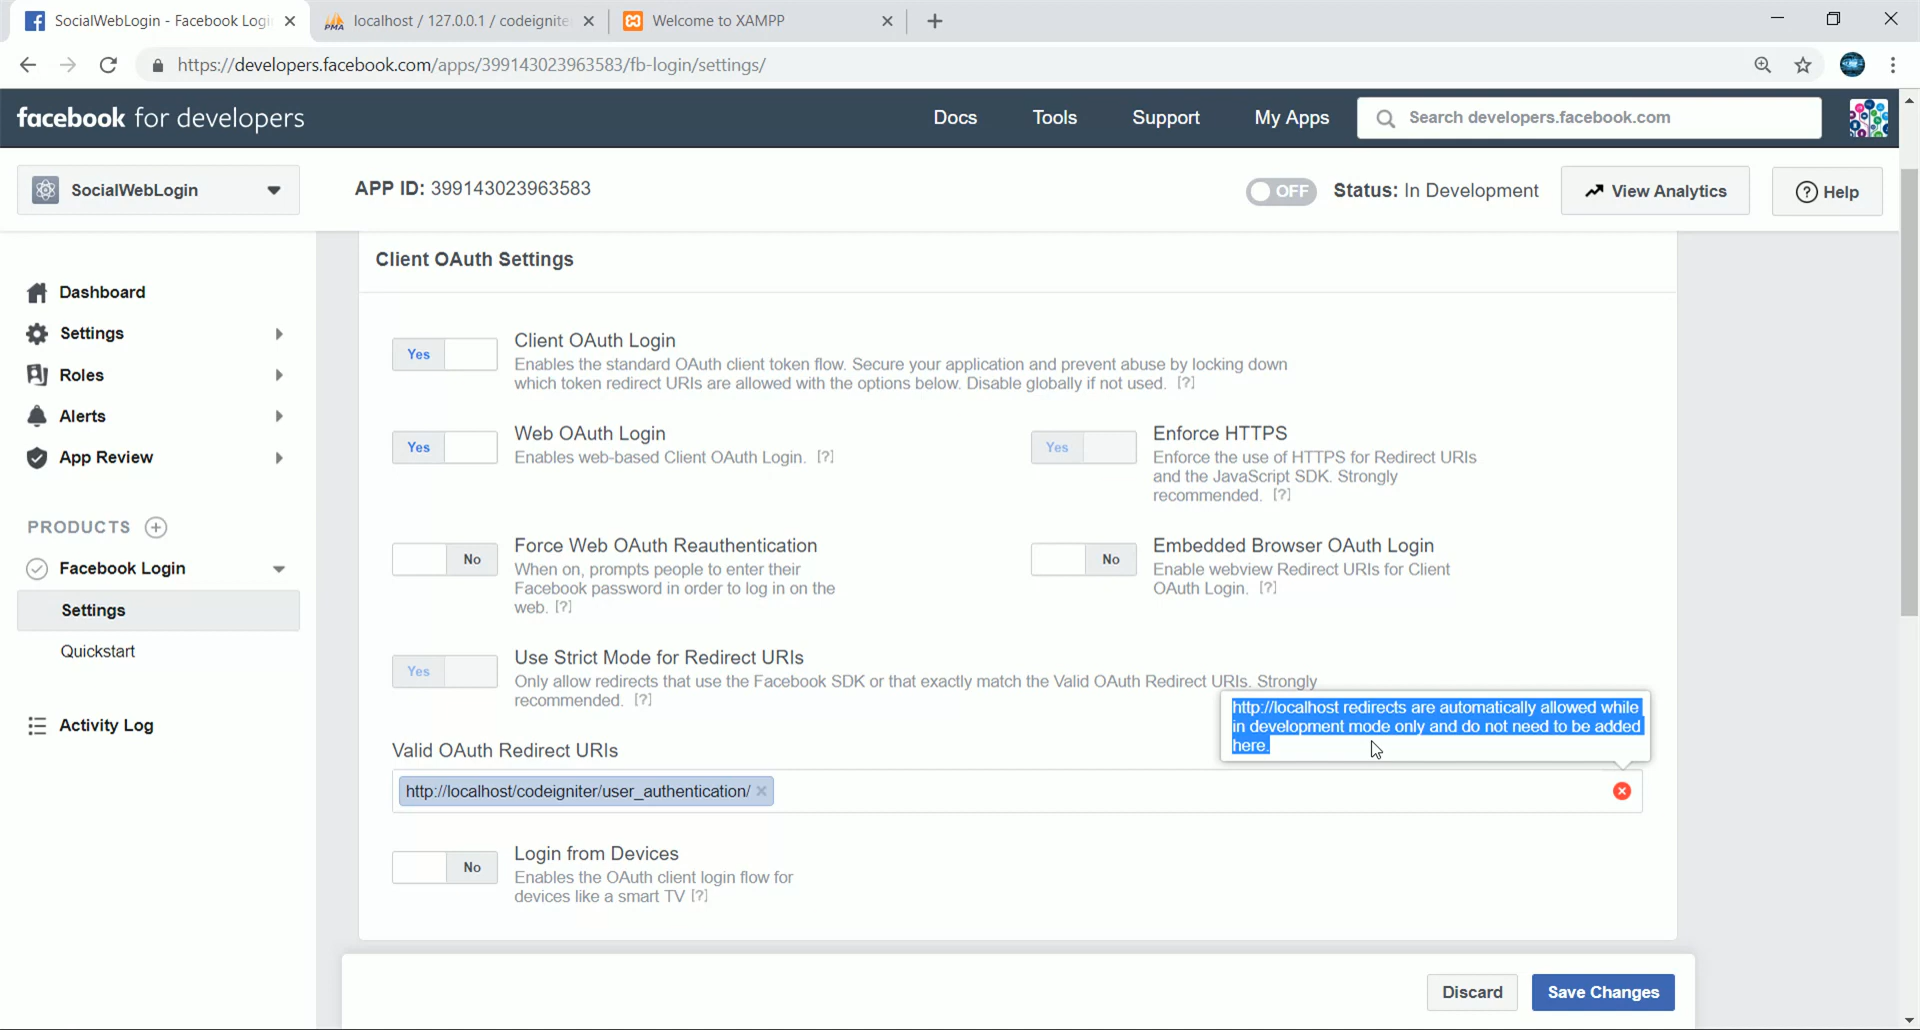 SocialWebLogin - Facebook Logi
localhost / 127.0.0.1 / codeignite
Welcome to XAMPP
https://developers.facebook.com/apps/399143023963583/fb-login/settings/
facebook for developers
Docs
Tools
Support
My Apps
Search developers.facebook.com
SocialWebLogin
APP ID: 399143023963583
OFF
Status: In Development
View Analytics
Help
Dashboard
Settings
Roles
Alerts
App Review
PRODUCTS
Facebook Login
Settings
Quickstart
Activity Log
Client OAuth Settings
Yes
Client OAuth Login
Enables the standard OAuth client token flow. Secure your application and prevent abuse by locking down
which token redirect URIs are allowed with the options below. Disable globally if not used. [?]
Yes
Web OAuth Login
Enables web-based Client OAuth Login. [?]
Yes
Enforce HTTPS
Enforce the use of HTTPS for Redirect URIs
and the JavaScript SDK. Strongly
recommended. [?]
No
Force Web OAuth Reauthentication
When on, prompts people to enter their
Facebook password in order to log in on the
web. [?]
No
Embedded Browser OAuth Login
Enable webview Redirect URIs for Client
OAuth Login. [?]
Yes
Use Strict Mode for Redirect URIs
Only allow redirects that use the Facebook SDK or that exactly match the Valid OAuth Redirect URIs. Strongly
recommended. [?]
http://localhost redirects are automatically allowed while
in development mode only and do not need to be added
here.
Valid OAuth Redirect URIs
http://localhost/codeigniter/user_authentication/
No
Login from Devices
Enables the OAuth client login flow for
devices like a smart TV [?]
Discard
Save Changes